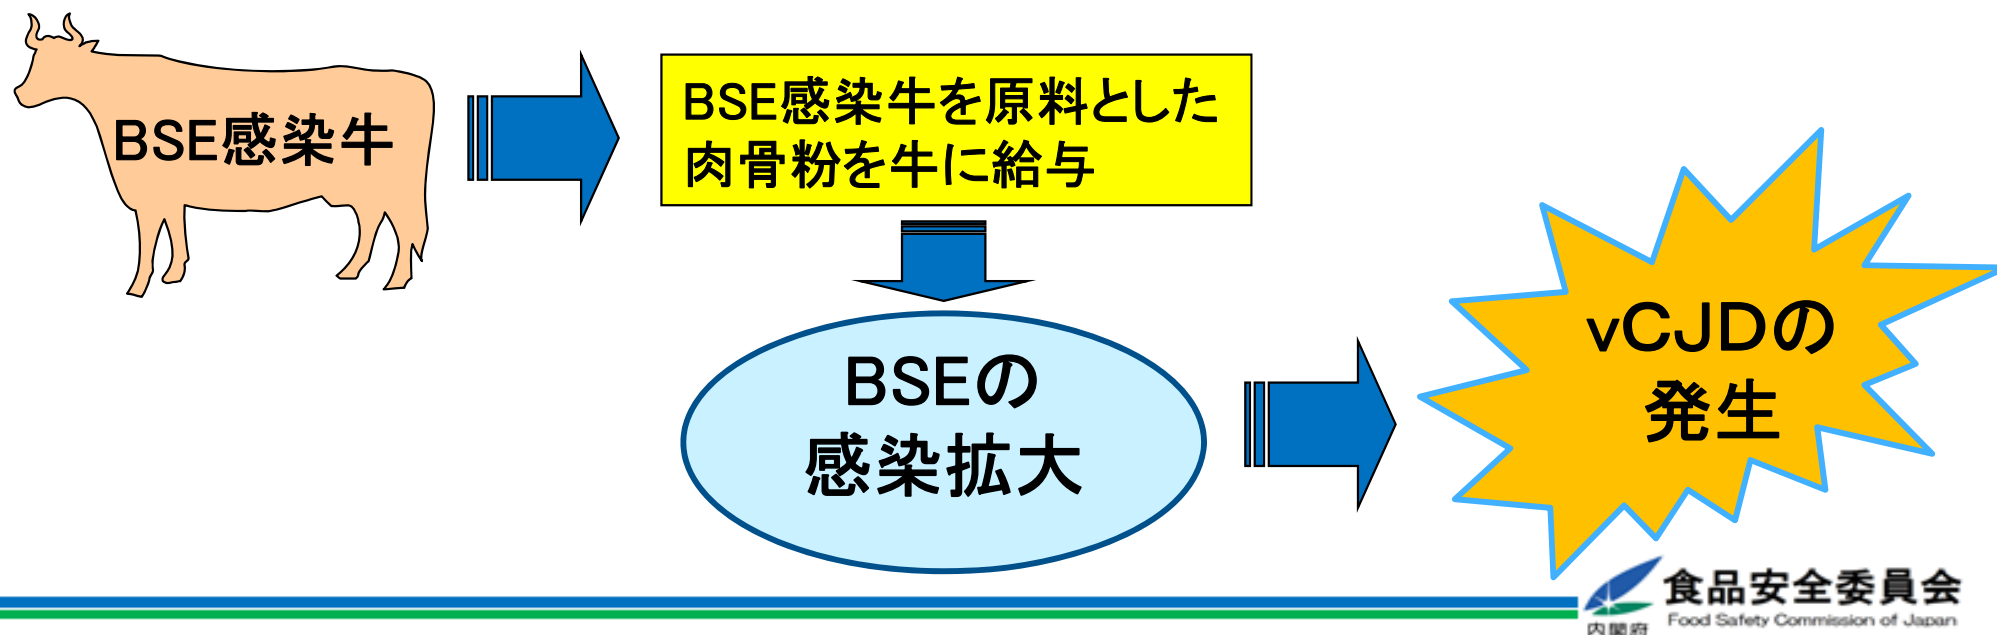 BSE感染牛
BSE感染牛を原料とした
肉骨粉を牛に給与
BSEの
感染拡大
vCJDの
発生
食品安全委員会
Food Safety Commission of Japan
内閣府